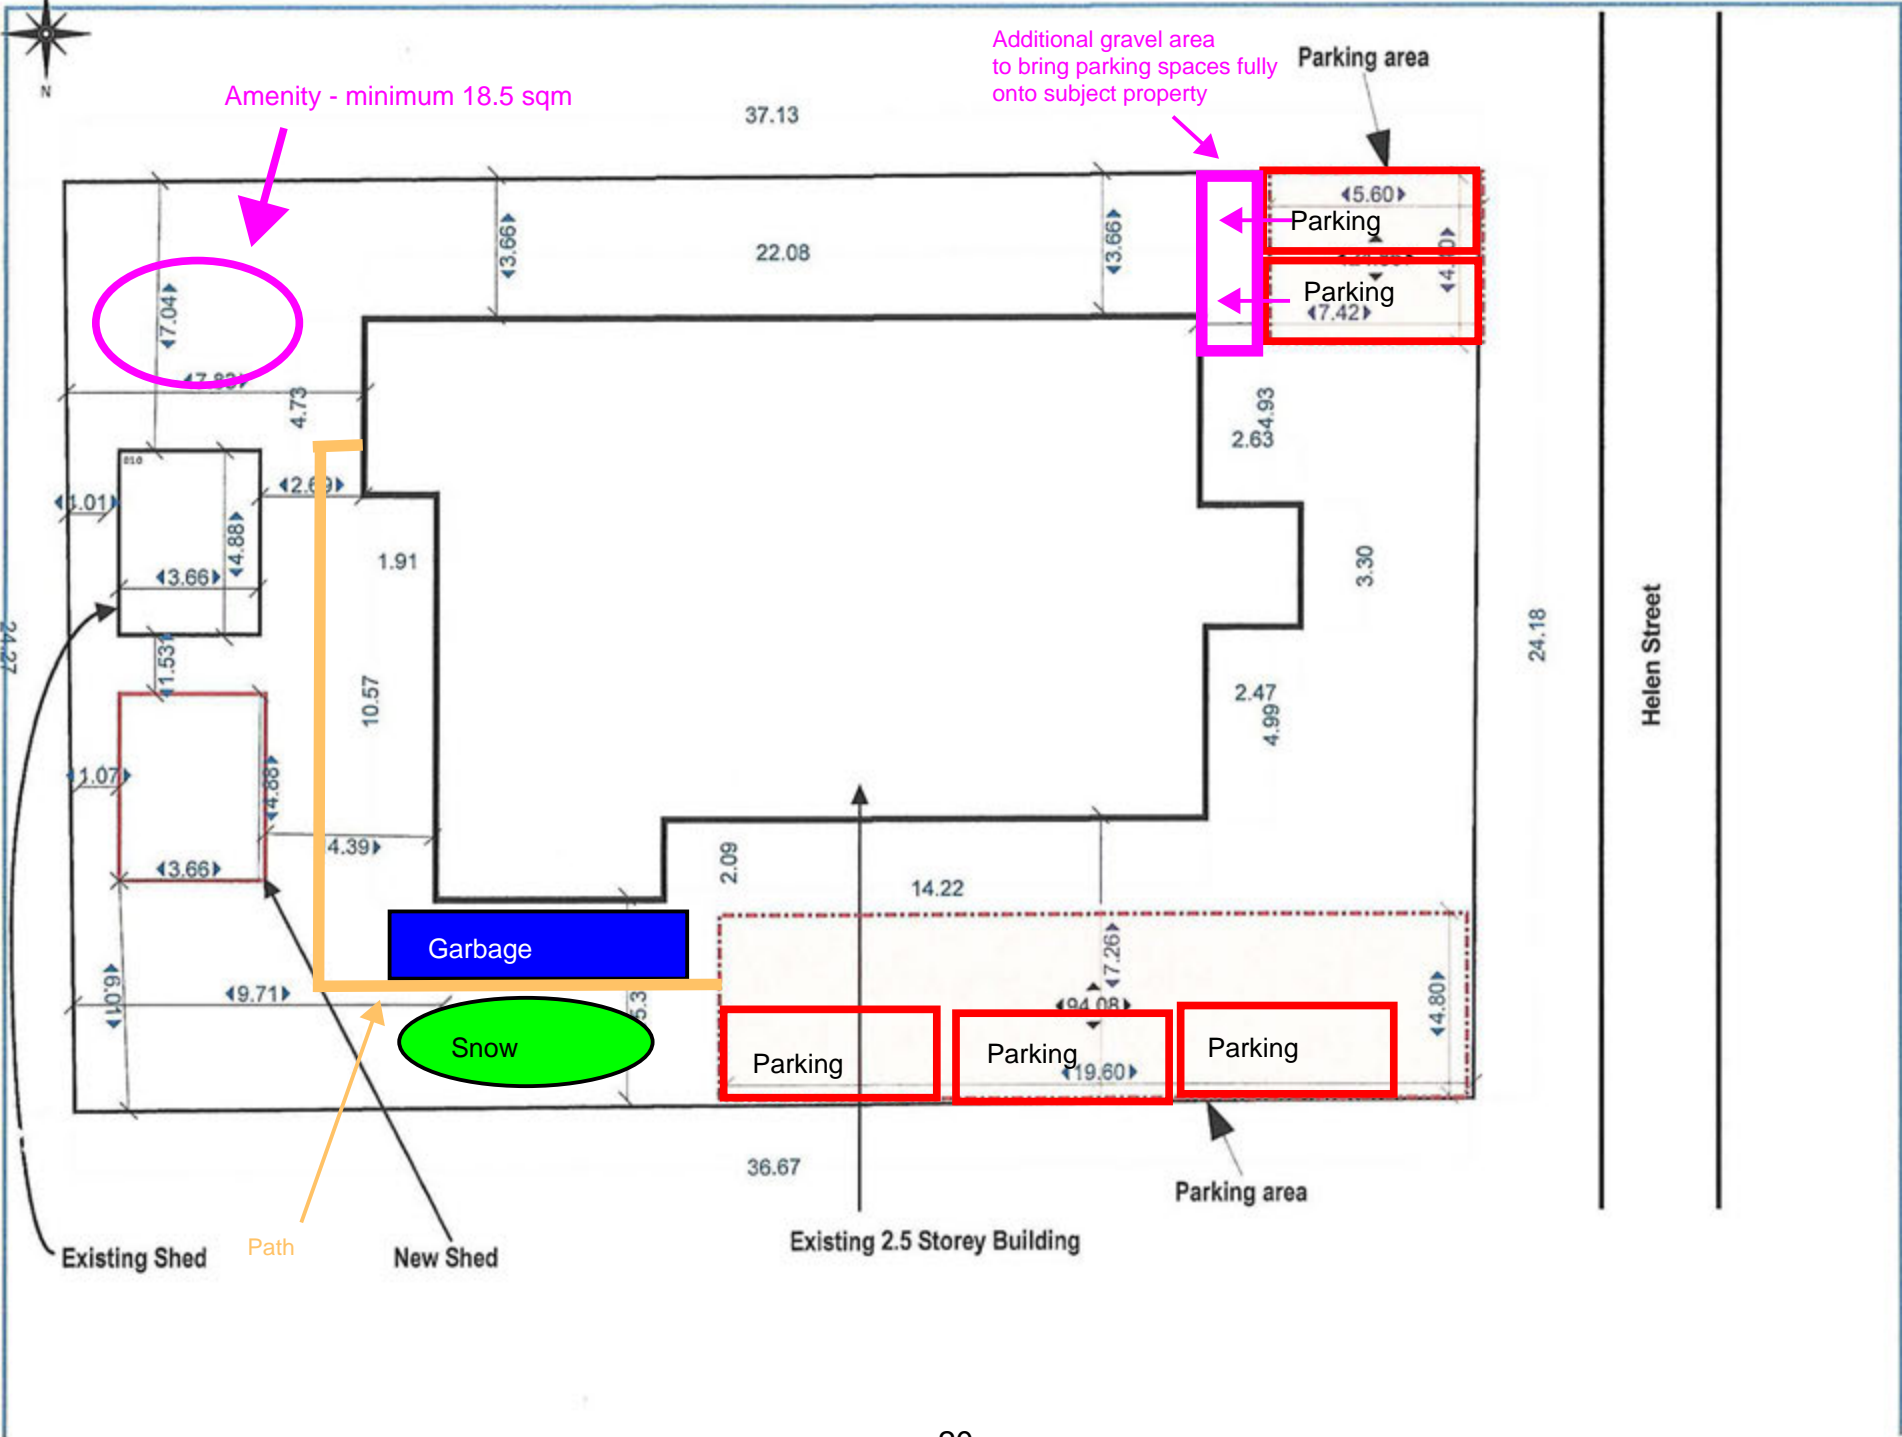 N
Amenity - minimum 18.5 sqm
Additional gravel area
to bring parking spaces fully
onto subject property
Parking area
37.13
5.60
Parking
3.66
22.08
3.66
Parking
7.42
7.04
4.73
4.93
2.63
1.01
2.69
4.88
3.66
1.91
3.30
1.53
24.27
24.18
Helen Street
10.57
2.47
4.99
1.07
4.88
3.66
4.39
2.09
14.22
Garbage
7.26
6.01
9.71
94.08
4.80
Snow
Parking
Parking
Parking
19.60
36.67
Parking area
Existing Shed
Path
New Shed
Existing 2.5 Storey Building